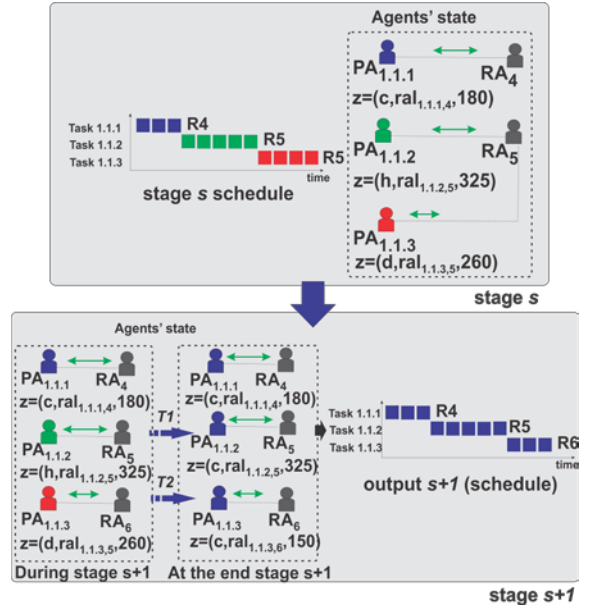 Agents' state
PA1.1.1 RA4
z=(c,ral1.1.1,4,180)
PA1.1.2 RA5
z=(h,ral1.1.2,5,325)
PA1.1.3
z=(d,ral1.1.3,5,260)
Task 1.1.1 R4
Task 1.1.2 R5
Task 1.1.3 R5
time
stage s schedule
stage s
Agents' state
PA1.1.1 RA4
z=(c,ral1.1.1,4,180)
PA1.1.2 RA5
z=(h,ral1.1.2,5,325)
PA1.1.3 RA6
z=(d,ral1.1.3,5,260)
During stage s+1
T1
T2
PA1.1.1 RA4
z=(c,ral1.1.1,4,180)
PA1.1.2 RA5
z=(c,ral1.1.2,5,325)
PA1.1.3 RA6
z=(c,ral1.1.3,6,150)
At the end stage s+1
Task 1.1.1 R4
Task 1.1.2 R5
Task 1.1.3 R6
time
output s+1 (schedule)
stage s+1